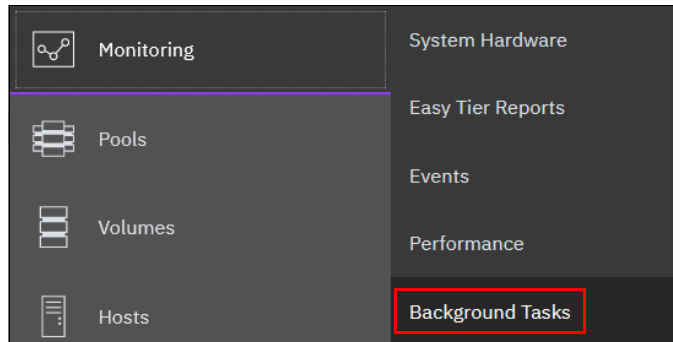 Monitoring
Pools
Volumes
Hosts
System Hardware
Easy Tier Reports
Events
Performance
Background Tasks